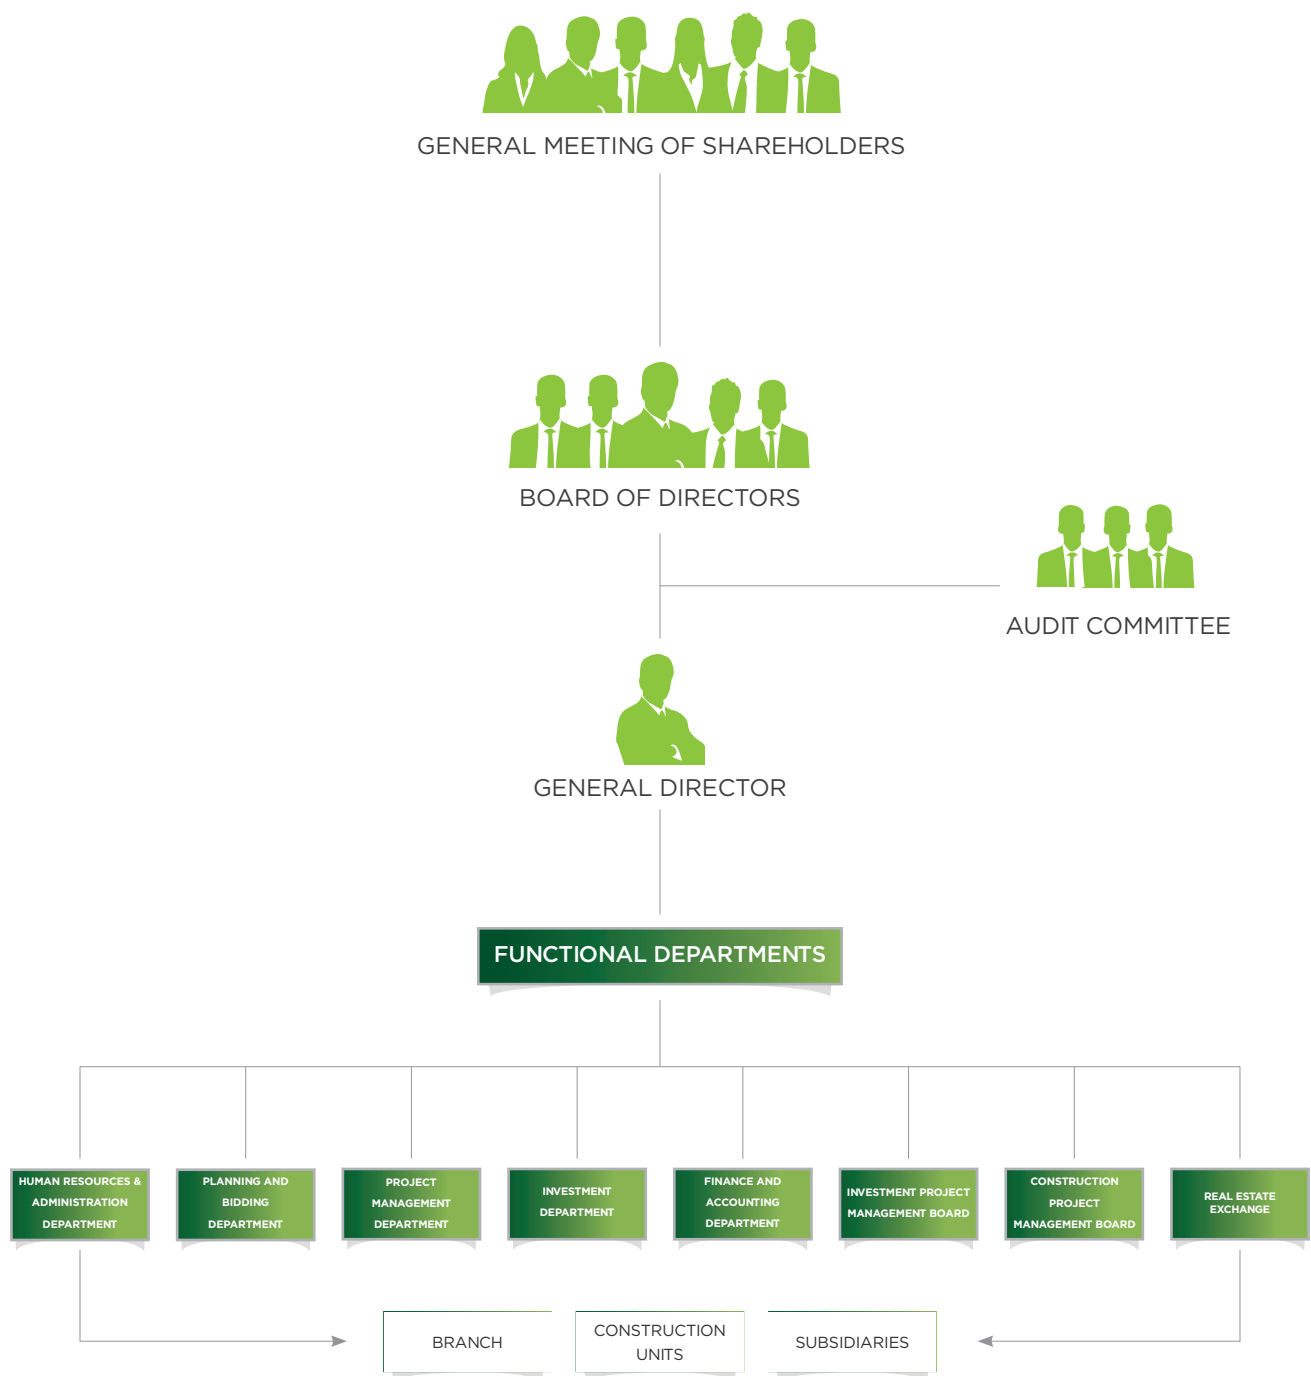 GENERAL MEETING OF SHAREHOLDERS
BOARD OF DIRECTORS
AUDIT COMMITTEE
GENERAL DIRECTOR
FUNCTIONAL DEPARTMENTS
HUMAN RESOURCES &
ADMINISTRATION
DEPARTMENT
PLANNING AND
BIDDING
DEPARTMENT
PROJECT
MANAGEMENT
DEPARTMENT
INVESTMENT
DEPARTMENT
FINANCE AND
ACCOUNTING
DEPARTMENT
INVESTMENT PROJECT
MANAGEMENT BOARD
CONSTRUCTION
PROJECT
MANAGEMENT BOARD
REAL ESTATE
EXCHANGE
BRANCH
CONSTRUCTION
UNITS
SUBSIDIARIES